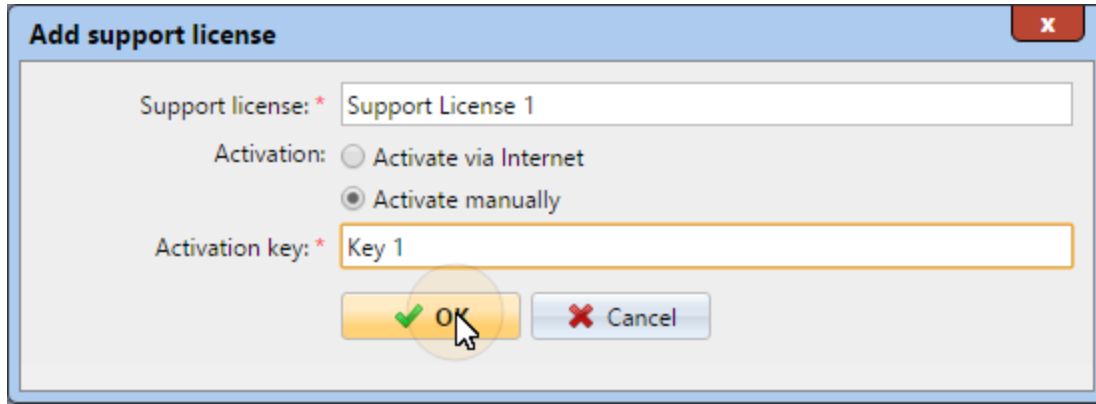 Add support license
x
Support license: * Support License 1
Activation: Activate via Internet
Activate manually
Activation key: * Key 1
OK Cancel